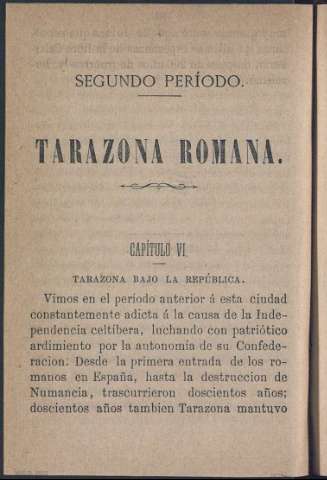 SEGUNDO PERÍODO.
TARAZONA ROMANA.
CAPÍTULO VI
TARAZONA BAJO LA REPÚBLICA.
Vimos en el período anterior á esta ciudad
constantemente adicta á la causa de la Inde-
pendencia celtíbera, luchando con patriótico
ardimiento por la autonomía de su Confede-
racion. Desde la primera entrada de los ro-
manos en España, hasta la destruccion de
Numancia, trascurrieron doscientos años;
doscientos años tambien Tarazona mantuvo